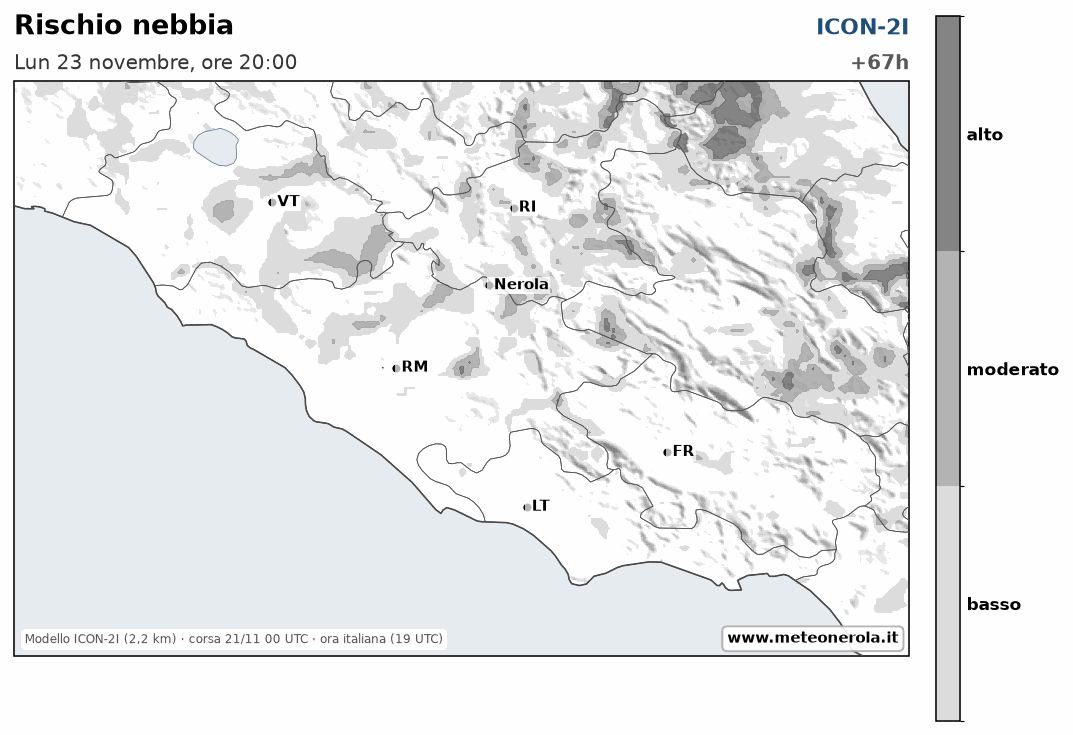 Rischio nebbia
ICON-2I
Lun 23 novembre, ore 20:00
+67h
alto
VT
RI
Nerola
RM
moderato
FR
LT
basso
Modello ICON-2I (2,2 km) · corsa 21/11 00 UTC · ora italiana (19 UTC)
www.meteonerola.it